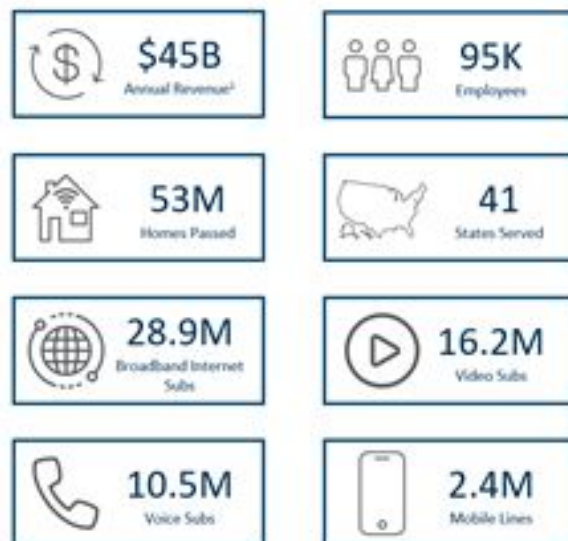 $45B
Annual Revenue¹
95K
Employees
53M
Homes Passed
41
States Served
28.9M
Broadband Internet
Subs
16.2M
Video Subs
10.5M
Voice Subs
2.4M
Mobile Lines